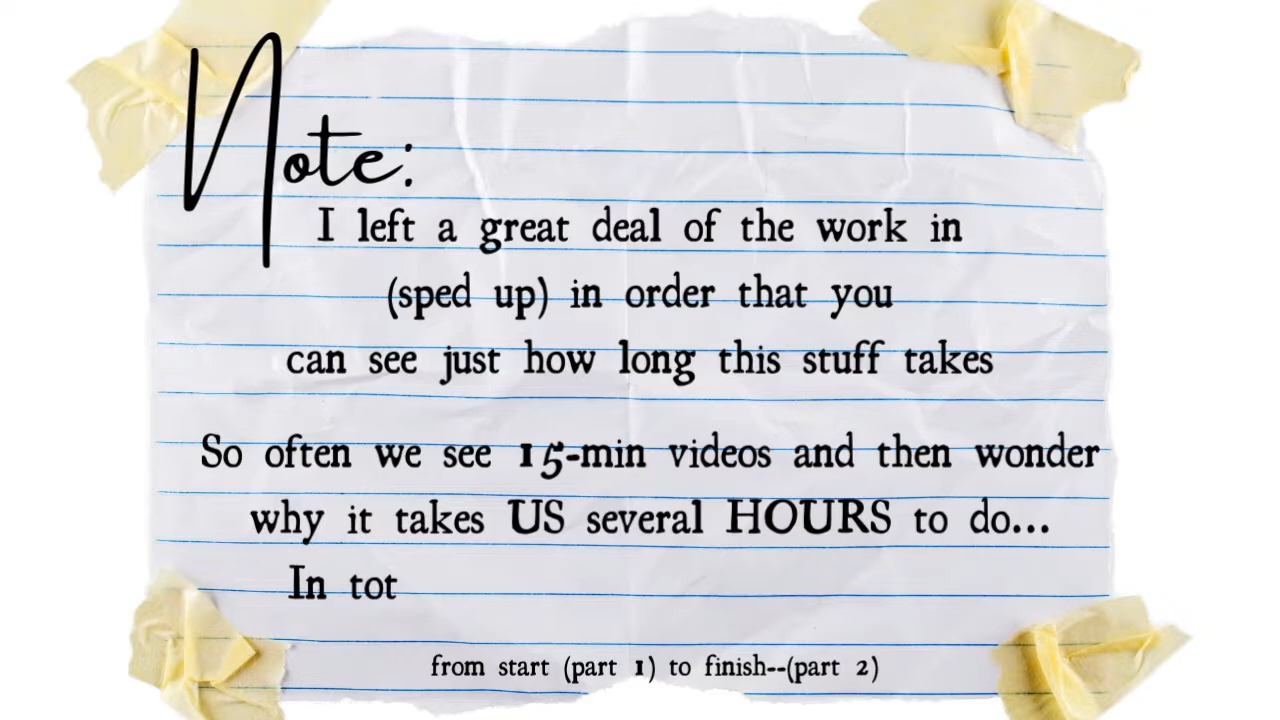 Note:
I left a great deal of the work in
(sped up) in order that you
can see just how long this stuff takes
So often we see 15-min videos and then wonder
why it takes US several HOURS to do...
In tot
from start (part 1) to finish--(part 2)